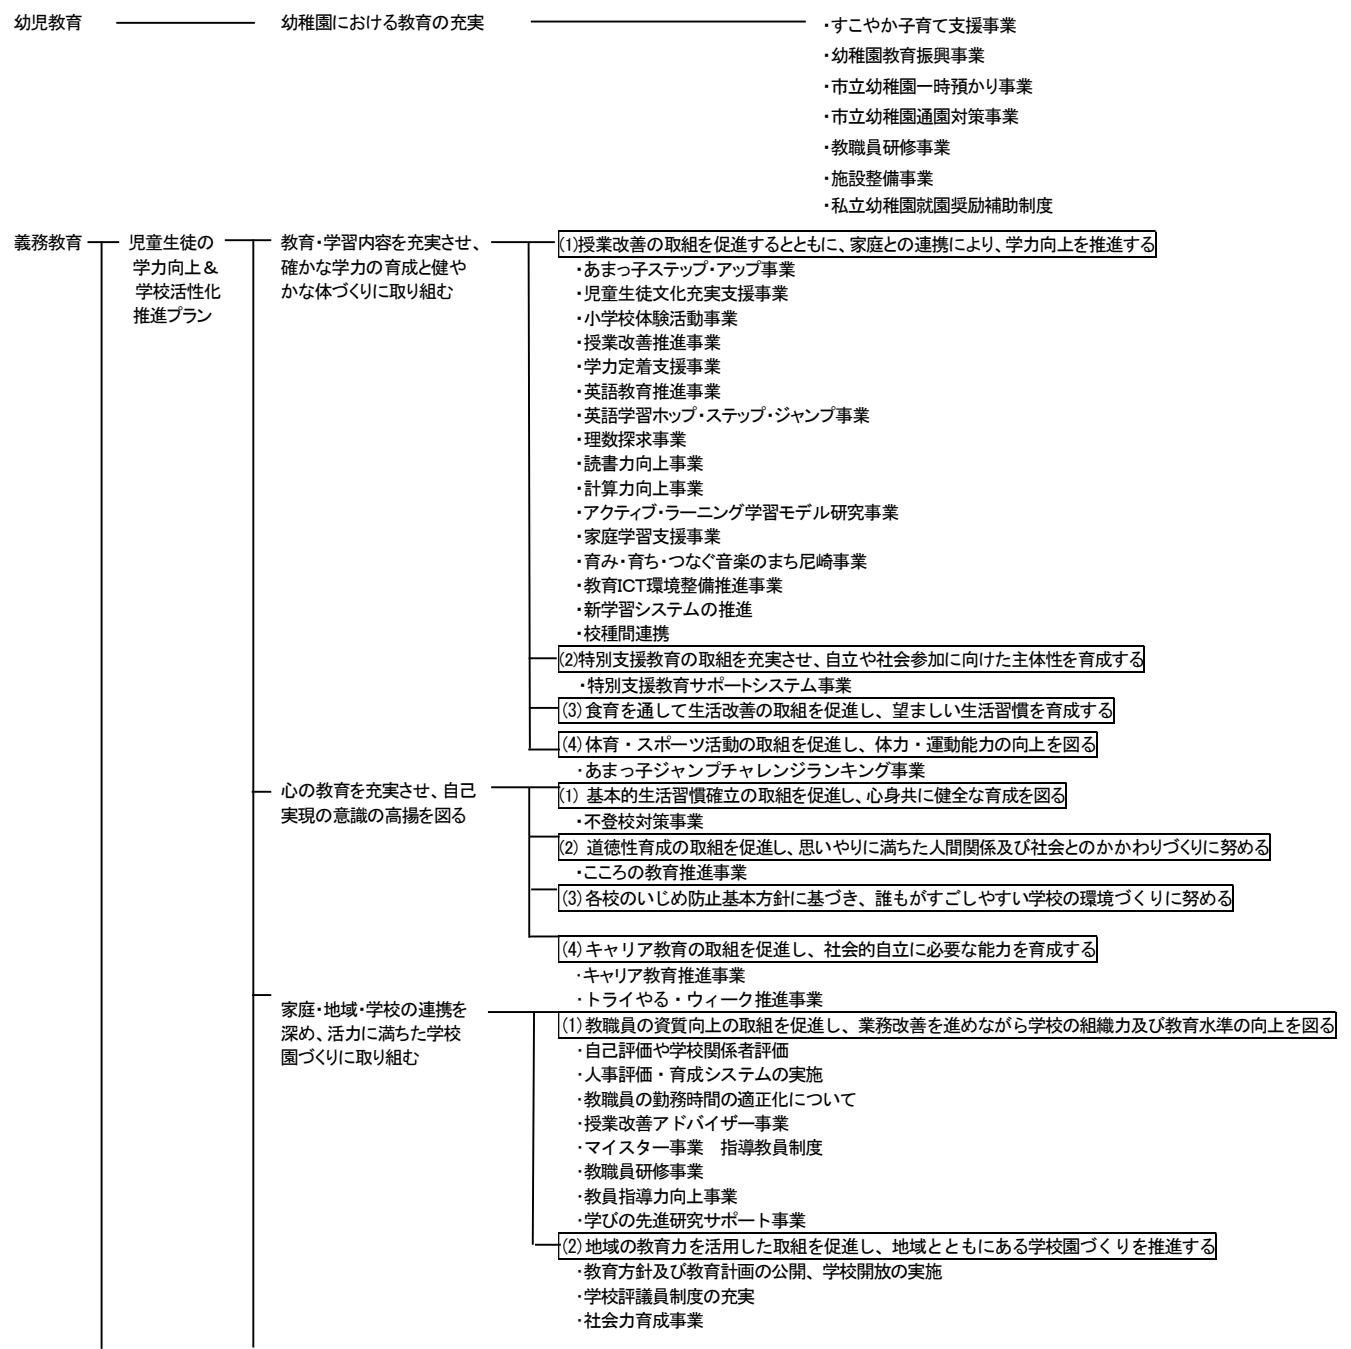 幼児教育
幼稚園における教育の充実
・すこやか子育て支援事業
・幼稚園教育振興事業
・市立幼稚園一時預かり事業
・市立幼稚園通園対策事業
・教職員研修事業
・施設整備事業
・私立幼稚園就園奨励補助制度
義務教育
児童生徒の
学力向上＆
学校活性化
推進プラン
教育・学習内容を充実させ、
確かな学力の育成と健や
かな体づくりに取り組む
(1)授業改善の取組を促進するとともに、家庭との連携により、学力向上を推進する
・あまっ子ステップ・アップ事業
・児童生徒文化充実支援事業
・小学校体験活動事業
・授業改善推進事業
・学力定着支援事業
・英語教育推進事業
・英語学習ホップ・ステップ・ジャンプ事業
・理数探求事業
・読書力向上事業
・計算力向上事業
・アクティブ・ラーニング学習モデル研究事業
・家庭学習支援事業
・育み・育ち・つなぐ音楽のまち尼崎事業
・教育ICT環境整備推進事業
・新学習システムの推進
・校種間連携
(2)特別支援教育の取組を充実させ、自立や社会参加に向けた主体性を育成する
・特別支援教育サポートシステム事業
(3)食育を通して生活改善の取組を促進し、望ましい生活習慣を育成する
(4)体育・スポーツ活動の取組を促進し、体力・運動能力の向上を図る
・あまっ子ジャンプチャレンジランキング事業
心の教育を充実させ、自己
実現の意識の高揚を図る
(1) 基本的生活習慣確立の取組を促進し、心身共に健全な育成を図る
・不登校対策事業
(2) 道徳性育成の取組を促進し、思いやりに満ちた人間関係及び社会とのかかわりづくりに努める
・こころの教育推進事業
(3)各校のいじめ防止基本方針に基づき、誰もがすごしやすい学校の環境づくりに努める
(4)キャリア教育の取組を促進し、社会的自立に必要な能力を育成する
・キャリア教育推進事業
・トライやる・ウィーク推進事業
家庭・地域・学校の連携を
深め、活力に満ちた学校
園づくりに取り組む
(1)教職員の資質向上の取組を促進し、業務改善を進めながら学校の組織力及び教育水準の向上を図る
・自己評価や学校関係者評価
・人事評価・育成システムの実施
・教職員の勤務時間の適正化について
・授業改善アドバイザー事業
・マイスター事業　指導教員制度
・教職員研修事業
・教員指導力向上事業
・学びの先進研究サポート事業
(2)地域の教育力を活用した取組を促進し、地域とともにある学校園づくりを推進する
・教育方針及び教育計画の公開、学校開放の実施
・学校評議員制度の充実
・社会力育成事業